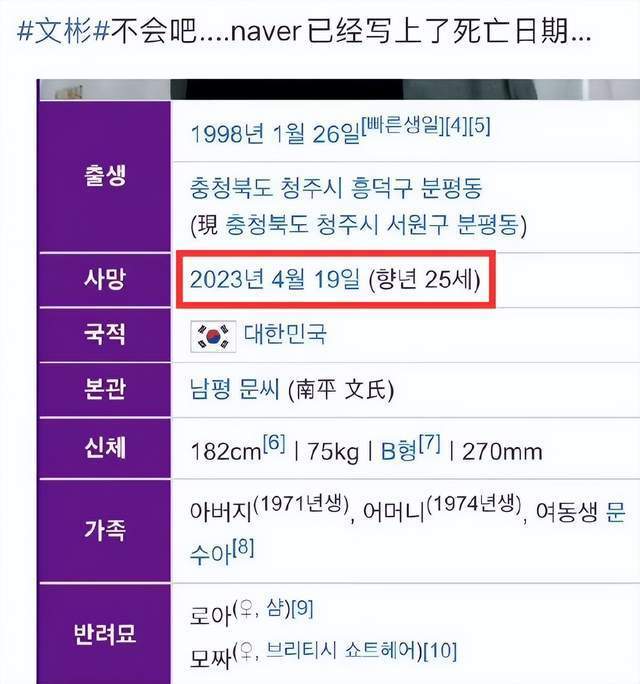 #文彬#不会吧....naver已经写上了死亡日期...
출생
1998년 1월 26일[빠른생일][4][5]
충청북도 청주시 흥덕구 분평동
(現 충청북도 청주시 서원구 분평동)
사망
2023년 4월 19일 (향년 25세)
국적
대한민국
본관
남평 문씨 (南平 文氏)
신체
182cm[6] | 75kg | B형[7] | 270mm
가족
아버지(1971년생), 어머니(1974년생), 여동생 문
수아[8]
반려묘
로아(♀, 샴)[9]
모짜(♀, 브리티시 쇼트헤어)[10]